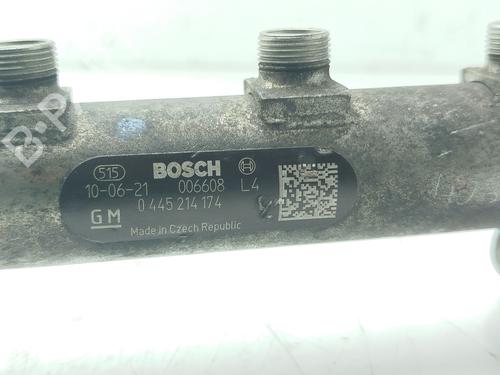 515 BOSCH
10-06-21 006608 L4
GM 0 445 214 174
Made in Czech Republic
B-P